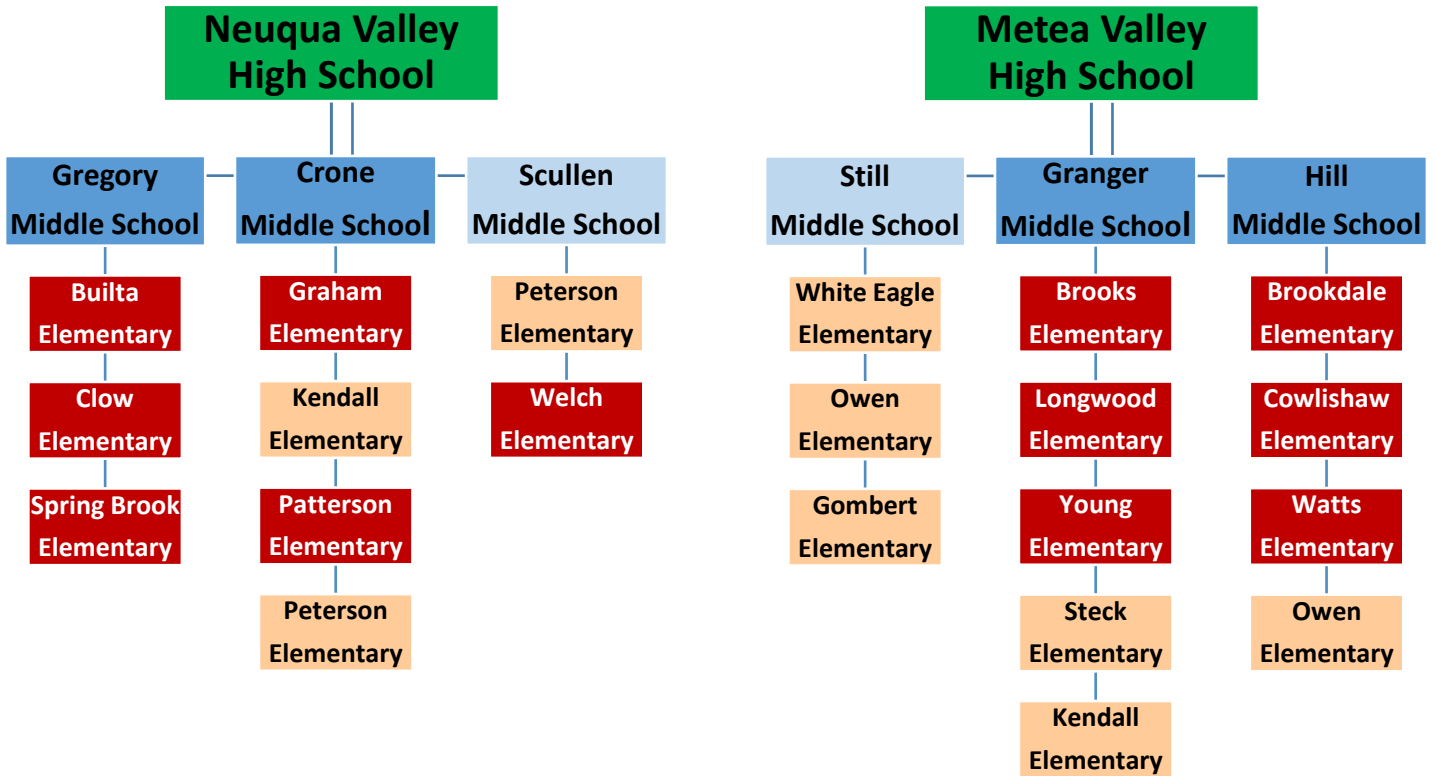 Neuqua Valley
High School
Gregory
Middle School
Builta
Elementary
Clow
Elementary
Spring Brook
Elementary
Crone
Middle School
Graham
Elementary
Kendall
Elementary
Patterson
Elementary
Peterson
Elementary
Scullen
Middle School
Peterson
Elementary
Welch
Elementary
Metea Valley
High School
Still
Middle School
White Eagle
Elementary
Owen
Elementary
Gombert
Elementary
Granger
Middle School
Brooks
Elementary
Longwood
Elementary
Young
Elementary
Steck
Elementary
Kendall
Elementary
Hill
Middle School
Brookdale
Elementary
Cowlishaw
Elementary
Watts
Elementary
Owen
Elementary